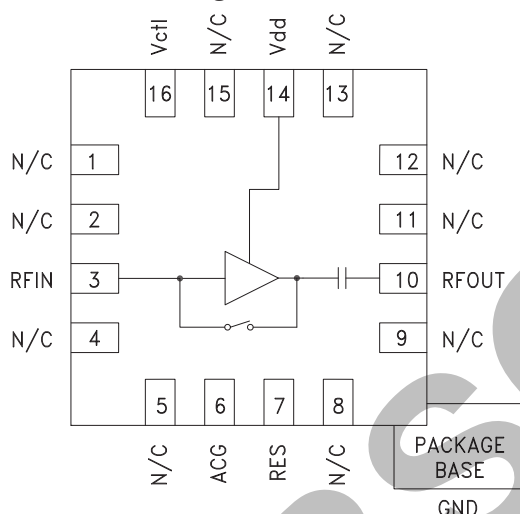 Vctl
N/C
Vdd
N/C
16
15
14
13
N/C 1
12 N/C
N/C 2
11 N/C
RFIN 3
10 RFOUT
N/C 4
9 N/C
5
6
7
8
N/C
ACG
RES
N/C
PACKAGE
BASE
GND